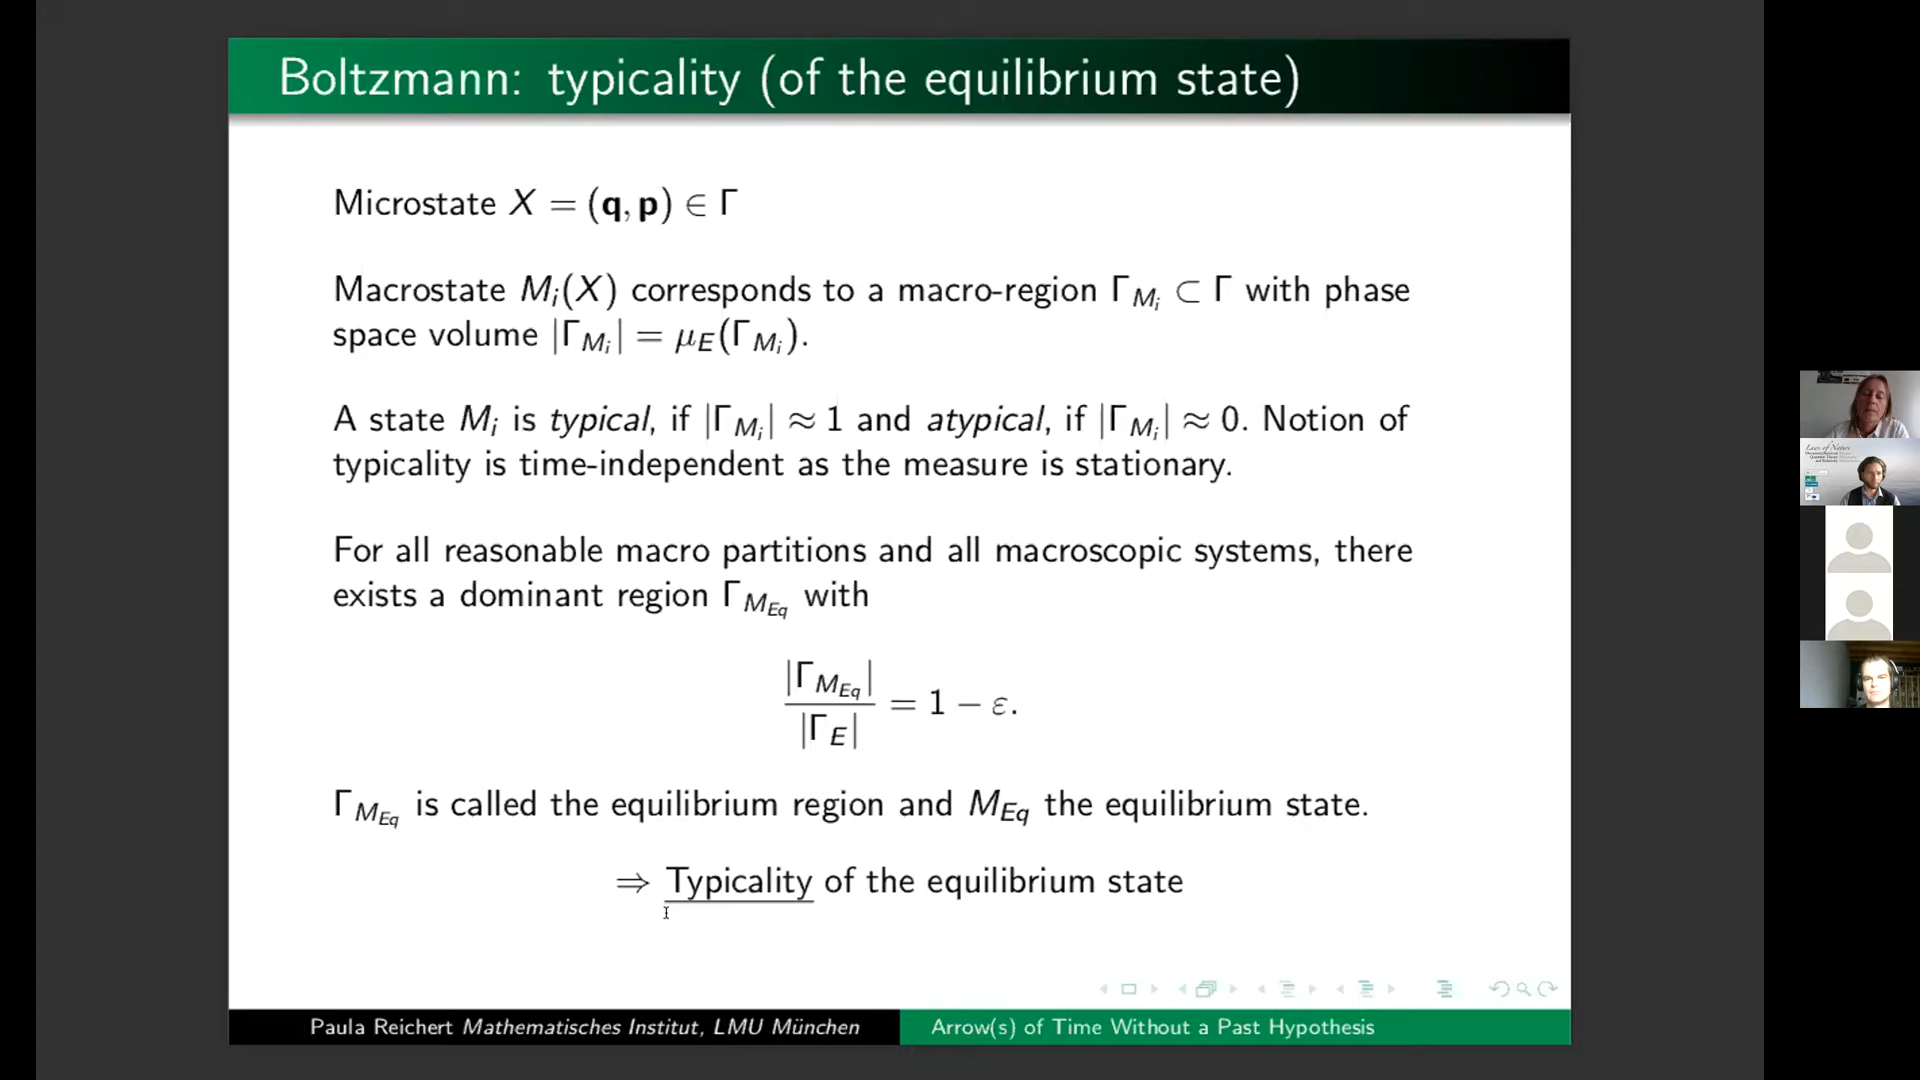 Boltzmann: typicality (of the equilibrium state)
Microstate X = (q, p) ∈ Γ
Macrostate M_i(X) corresponds to a macro-region Γ_{M_i} ⊂ Γ with phase
space volume |Γ_{M_i}| = μ_E(Γ_{M_i}).
A state M_i is typical, if |Γ_{M_i}| ≈ 1 and atypical, if |Γ_{M_i}| ≈ 0. Notion of
typicality is time-independent as the measure is stationary.
For all reasonable macro partitions and all macroscopic systems, there
exists a dominant region Γ_{M_{Eq}} with
|Γ_{M_{Eq}}| / |Γ_E| = 1 − ε.
Γ_{M_{Eq}} is called the equilibrium region and M_{Eq} the equilibrium state.
⇒ Typicality of the equilibrium state
Paula Reichert Mathematisches Institut, LMU München
Arrow(s) of Time Without a Past Hypothesis
Laws of Nature